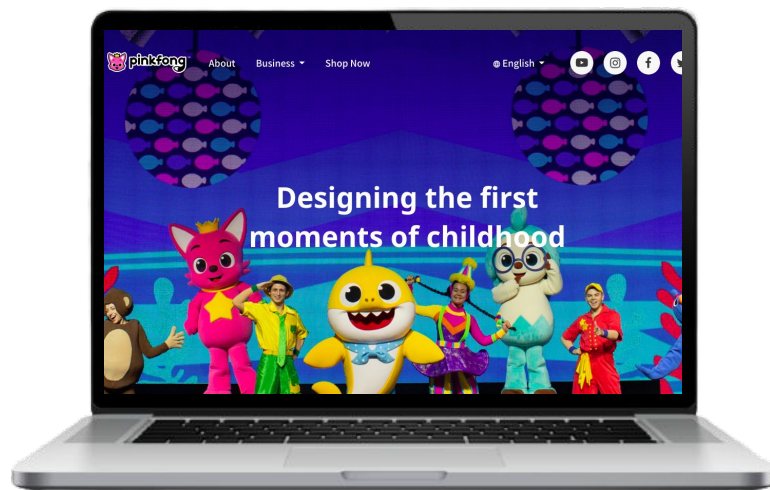 pinkfong
About
Business
Shop Now
English
Designing the first
moments of childhood